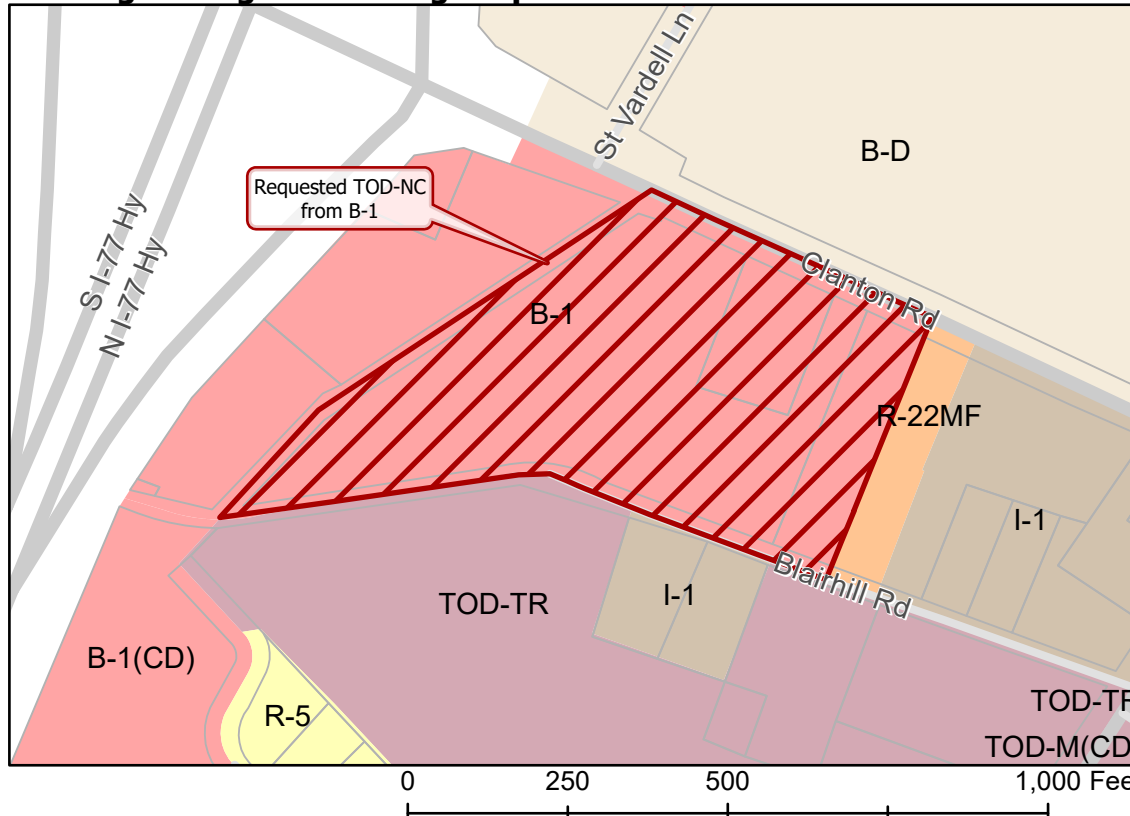 St Vardell Ln
B-D
Requested TOD-NC
from B-1
S I-77 Hy
N I-77 Hy
Clanton Rd
B-1
R-22MF
I-1
Blairhill Rd
I-1
TOD-TR
B-1(CD)
R-5
TOD-TR
TOD-M(CD
0 250 500 1,000 Fee